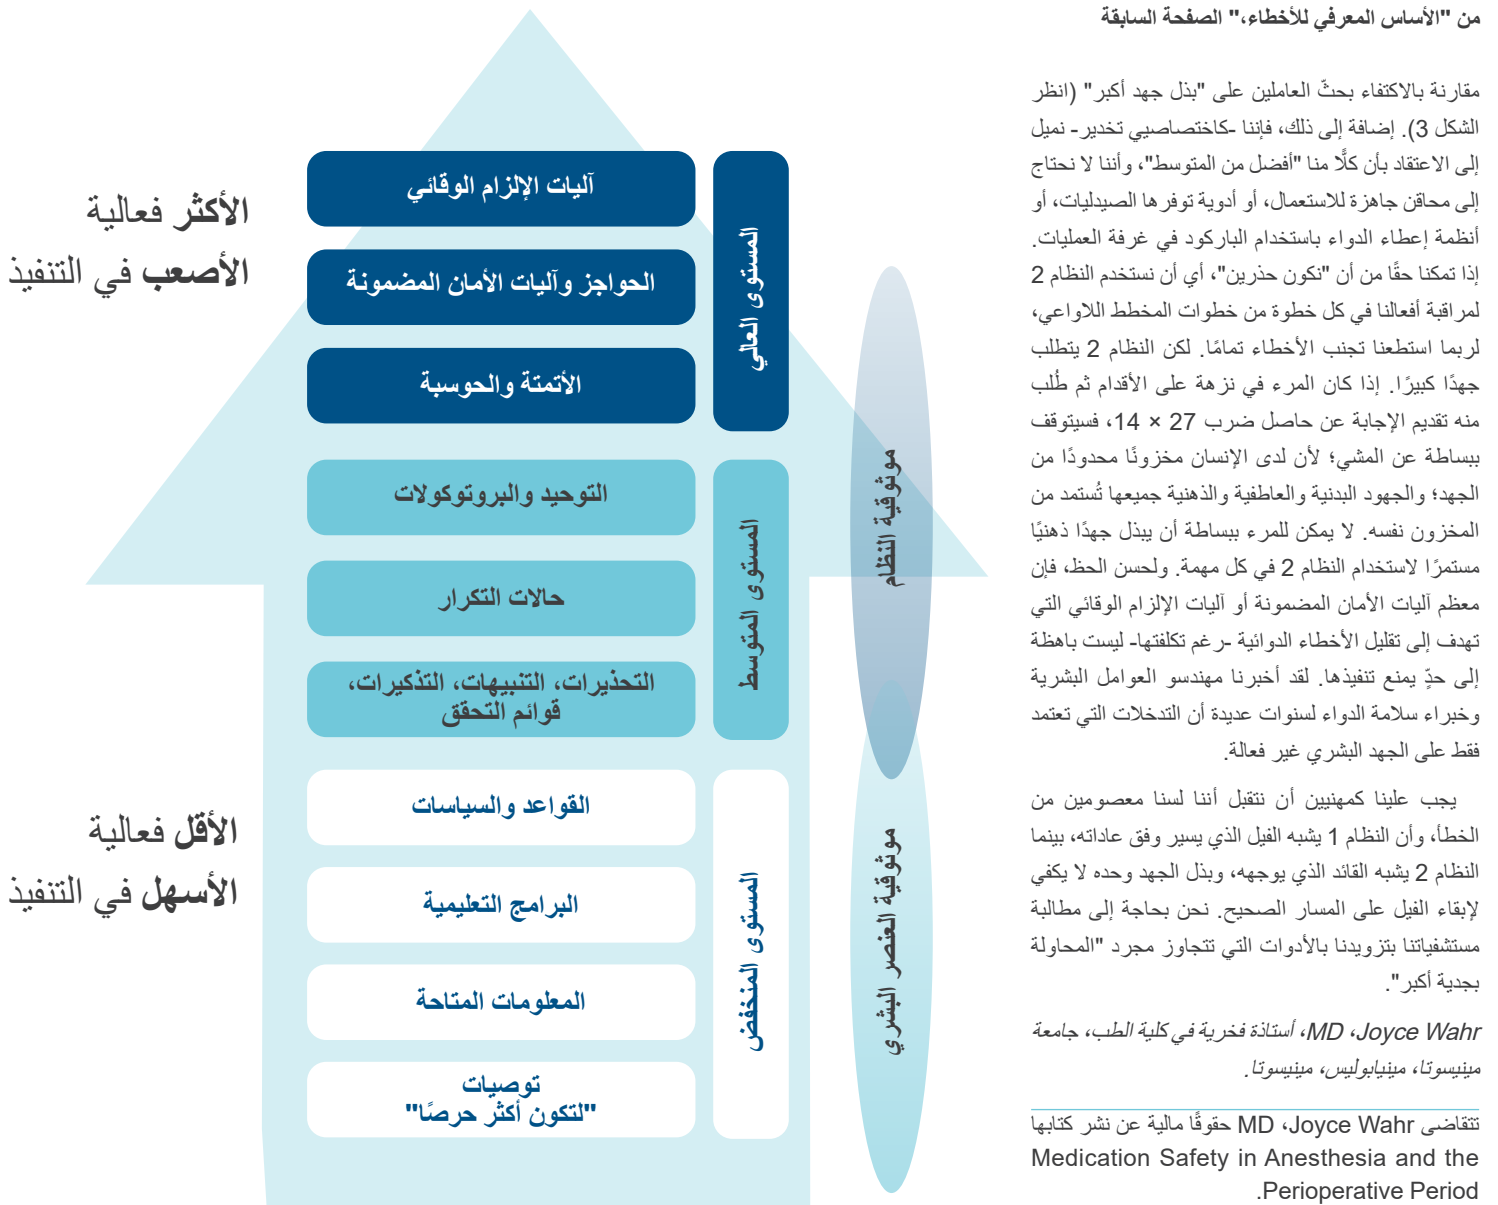 من "الأساس المعرفي للأخطاء،" الصفحة السابقة
مقارنة بالاكتفاء بحثّ العاملين على "بذل جهد أكبر" (انظر
الشكل 3). إضافة إلى ذلك، فإننا -كاختصاصيي تخدير- نميل
إلى الاعتقاد بأن كلًّا منا "أفضل من المتوسط"، وأننا لا نحتاج
إلى محاقن جاهزة للاستعمال، أو أدوية توفرها الصيدليات، أو
أنظمة إعطاء الدواء باستخدام الباركود في غرفة العمليات.
إذا تمكنا حقًا من أن "نكون حذرين"، أي أن نستخدم النظام 2
لمراقبة أفعالنا في كل خطوة من خطوات المخطط اللاواعي،
لربما استطعنا تجنب الأخطاء تمامًا. لكن النظام 2 يتطلب
جهدًا كبيرًا. إذا كان المرء في نزهة على الأقدام ثم طُلب
منه تقديم الإجابة عن حاصل ضرب 27 × 14، فسيتوقف
ببساطة عن المشي؛ لأن لدى الإنسان مخزونًا محدودًا من
الجهد؛ والجهود البدنية والعاطفية والذهنية جميعها تُستمد من
المخزون نفسه. لا يمكن للمرء ببساطة أن يبذل جهدًا ذهنيًا
مستمرًا لاستخدام النظام 2 في كل مهمة. ولحسن الحظ، فإن
معظم آليات الأمان المضمونة أو آليات الإلزام الوقائي التي
تهدف إلى تقليل الأخطاء الدوائية -رغم تكلفتها- ليست باهظة
إلى حدٍّ يمنع تنفيذها. لقد أخبرنا مهندسو العوامل البشرية
وخبراء سلامة الدواء لسنوات عديدة أن التدخلات التي تعتمد
فقط على الجهد البشري غير فعالة.
يجب علينا كمهنيين أن نتقبل أننا لسنا معصومين من
الخطأ، وأن النظام 1 يشبه الفيل الذي يسير وفق عاداته، بينما
النظام 2 يشبه القائد الذي يوجهه، وبذل الجهد وحده لا يكفي
لإبقاء الفيل على المسار الصحيح. نحن بحاجة إلى مطالبة
مستشفياتنا بتزويدنا بالأدوات التي تتجاوز مجرد "المحاولة
بجدية أكبر".
MD ،Joyce Wahr، أستاذة فخرية في كلية الطب، جامعة
مينيسوتا، مينيابوليس، مينيسوتا.
تتقاضى MD ،Joyce Wahr حقوقًا مالية عن نشر كتابها
Medication Safety in Anesthesia and the
Perioperative Period.
موثوقية النظام
موثوقية العنصر البشري
المستوى العالي
آليات الإلزام الوقائي
الحواجز وآليات الأمان المضمونة
الأتمتة والحوسبة
المستوى المتوسط
التوحيد والبروتوكولات
حالات التكرار
التحذيرات، التنبيهات، التذكيرات،
قوائم التحقق
المستوى المنخفض
القواعد والسياسات
البرامج التعليمية
المعلومات المتاحة
توصيات
"لتكون أكثر حرصًا"
الأكثر فعالية
الأصعب في التنفيذ
الأقل فعالية
الأسهل في التنفيذ